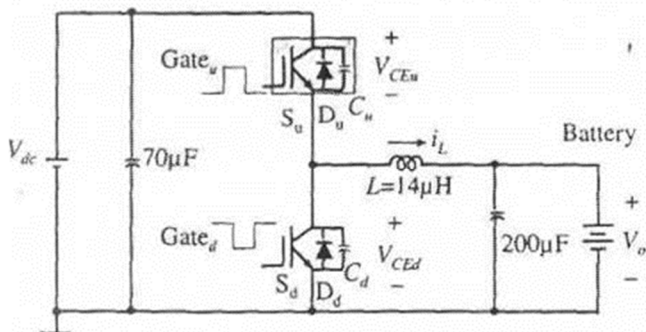 Gate_u
+
V_CEu
-
S_u D_u C_u
i_L
Battery
V_dc
70μF
L=14μH
Gate_d
+
V_CEd
-
S_d D_d C_d
200μF
+
V_o
-